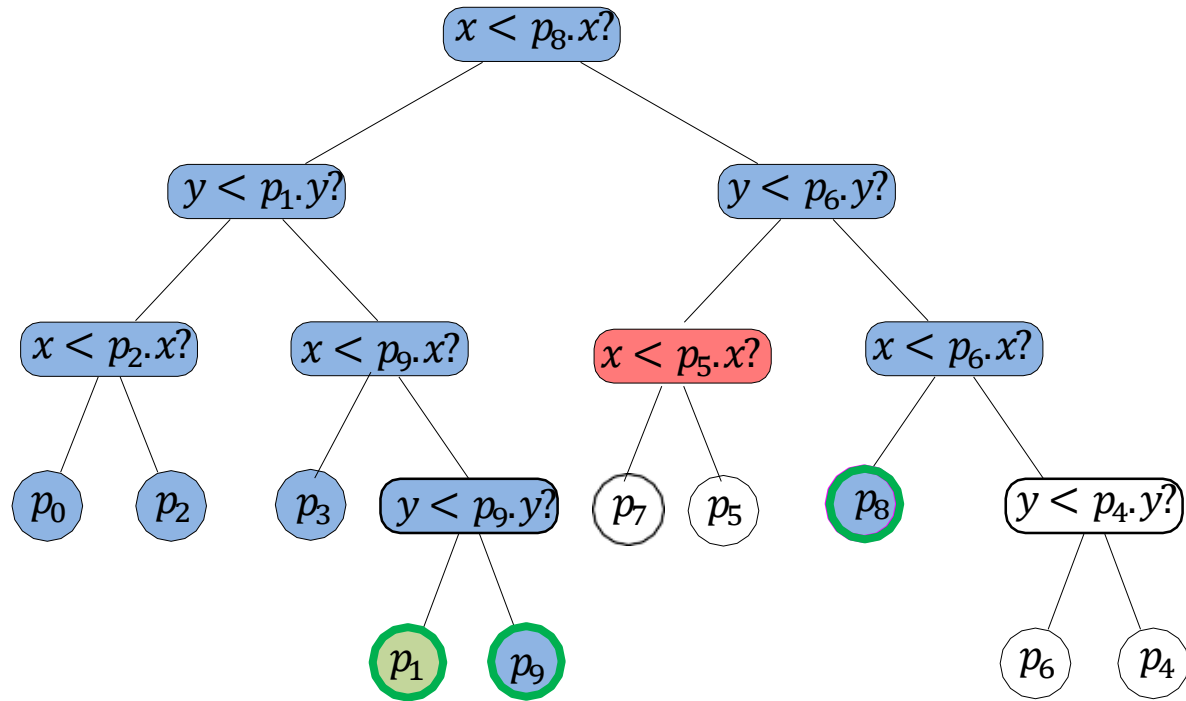 x < p₈.x?
y < p₁.y?
y < p₆.y?
x < p₂.x?
x < p₉.x?
x < p₅.x?
x < p₆.x?
p₀
p₂
p₃
y < p₉.y?
p₇
p₅
p₈
y < p₄.y?
p₁
p₉
p₆
p₄